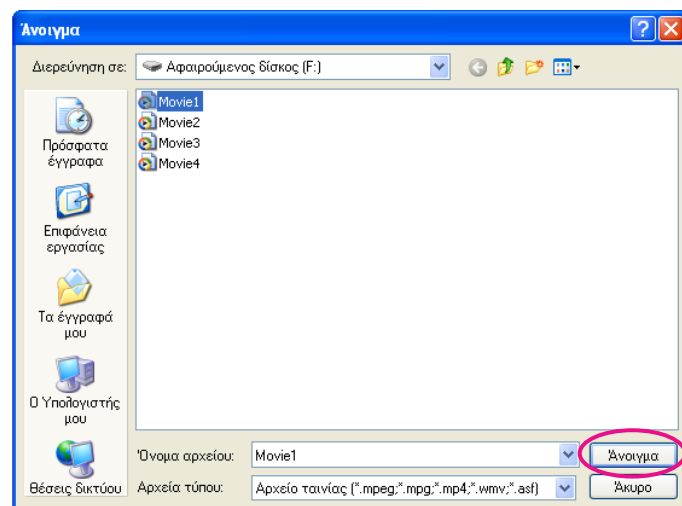 Άνοιγμα
Διερεύνηση σε: Αφαιρούμενος δίσκος (F:)
Movie1
Movie2
Movie3
Movie4
Πρόσφατα
έγγραφα
Επιφάνεια
εργασίας
Τα έγγραφά
μου
Ο Υπολογιστής
μου
Θέσεις δικτύου
Όνομα αρχείου: Movie1 Άνοιγμα
Αρχεία τύπου: Αρχείο ταινίας (*.mpeg;*.mpg;*.mp4;*.wmv;*.asf) Άκυρο